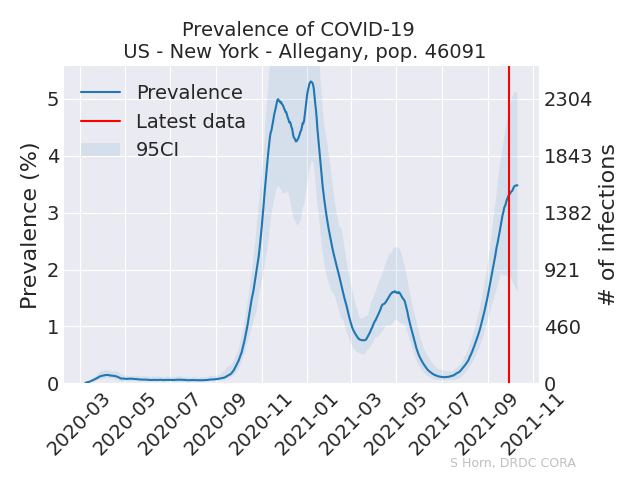 Prevalence of COVID-19
US - New York - Allegany, pop. 46091
Prevalence
Latest data
95CI
Prevalence (%)
5
4
3
2
1
0
2304
1843
1382
921
460
0
# of infections
2020-03
2020-05
2020-07
2020-09
2020-11
2021-01
2021-03
2021-05
2021-07
2021-09
2021-11
S Horn, DRDC CORA